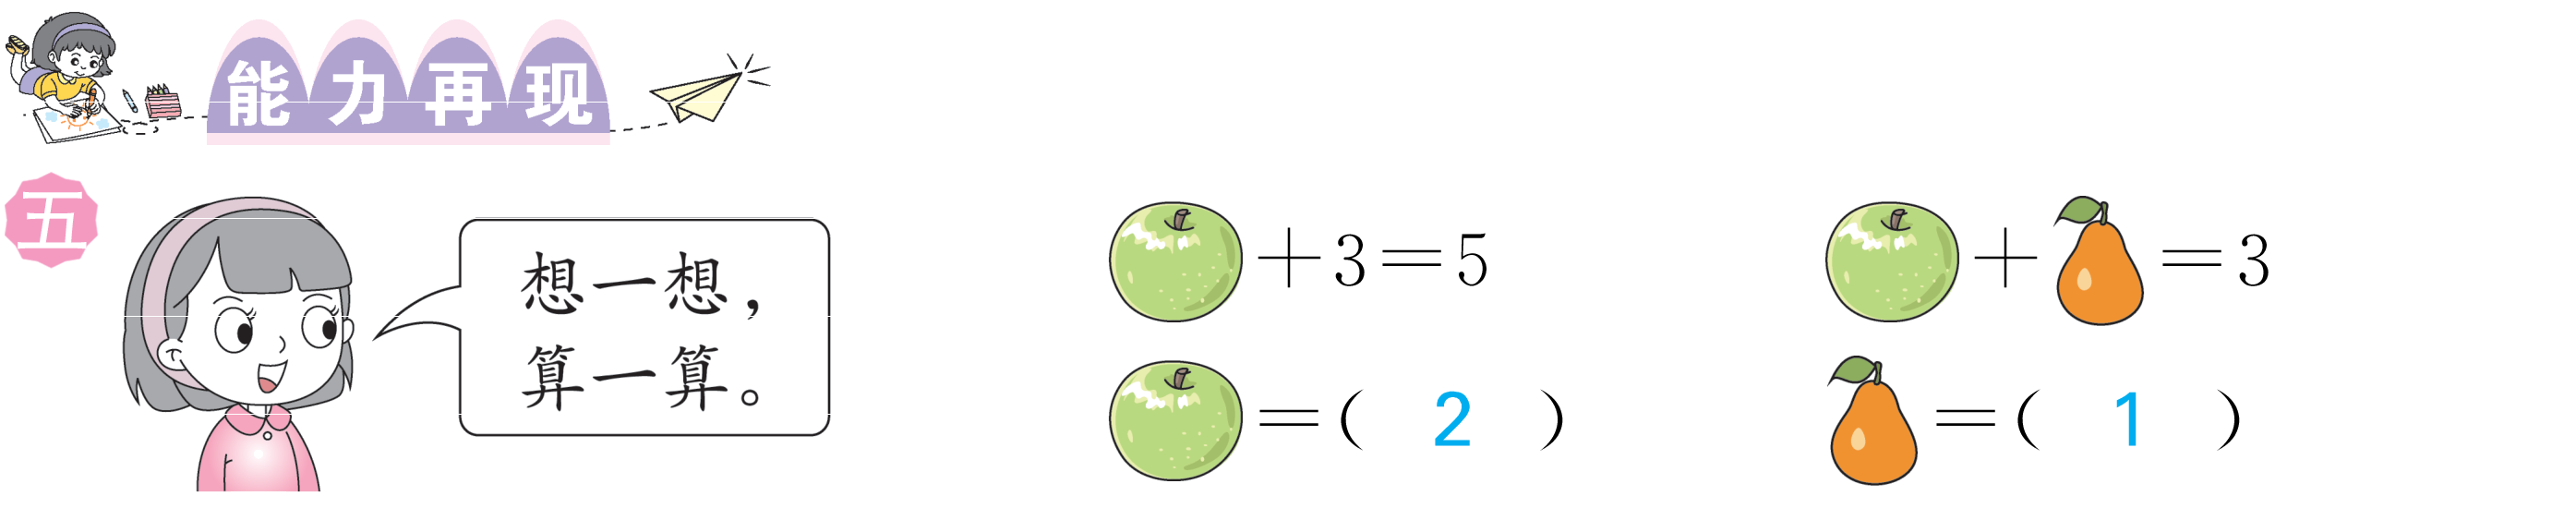 能力再现
五
想一想，
算一算。
+3=5
+ =3
=( 2 )
=( 1 )